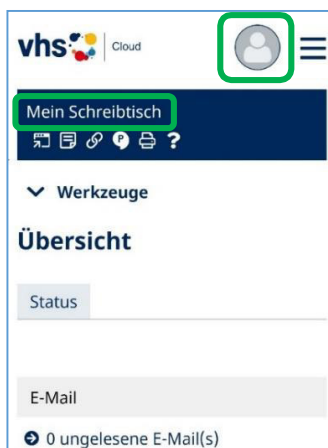 vhs Cloud
Mein Schreibtisch
?
Werkzeuge
Übersicht
Status
E-Mail
0 ungelesene E-Mail(s)